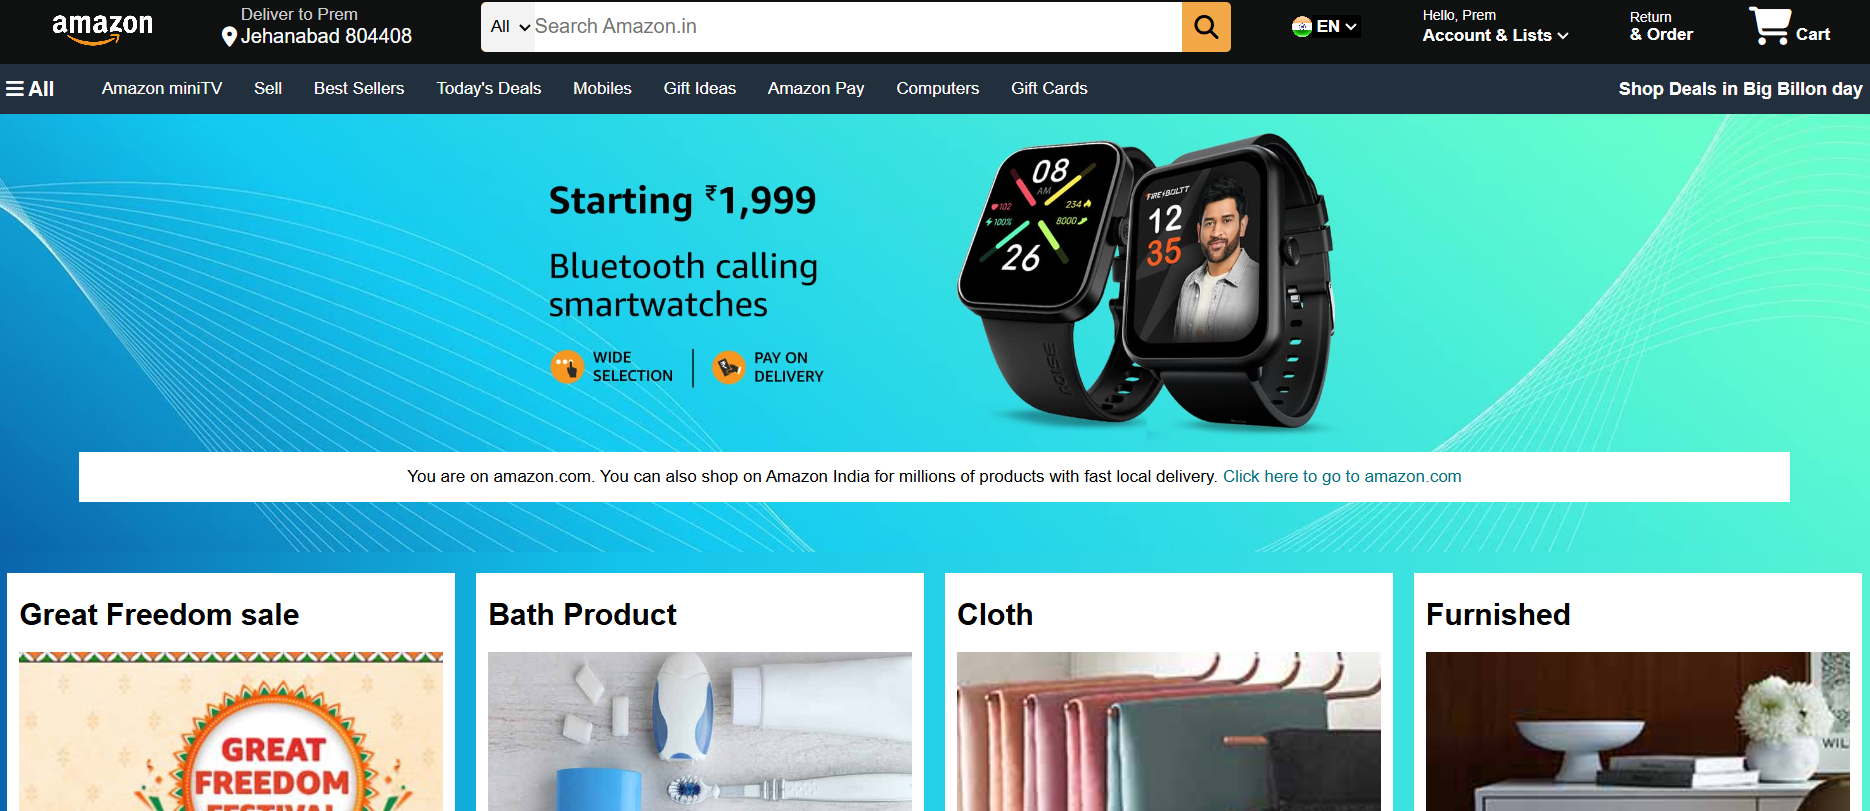 amazon
Deliver to Prem
Jehanabad 804408
All
Search Amazon.in
EN
Hello, Prem
Account & Lists
Return
& Order
Cart
All
Amazon miniTV
Sell
Best Sellers
Today's Deals
Mobiles
Gift Ideas
Amazon Pay
Computers
Gift Cards
Shop Deals in Big Billon day
Starting ₹1,999
Bluetooth calling
smartwatches
WIDE
SELECTION
PAY ON
DELIVERY
08
AM
102
234
100%
8000
26
NOISE
FIRE BOLTT
12
35
You are on amazon.com. You can also shop on Amazon India for millions of products with fast local delivery. Click here to go to amazon.com
Great Freedom sale
Bath Product
Cloth
Furnished
GREAT
FREEDOM
FESTIVAL
WIL